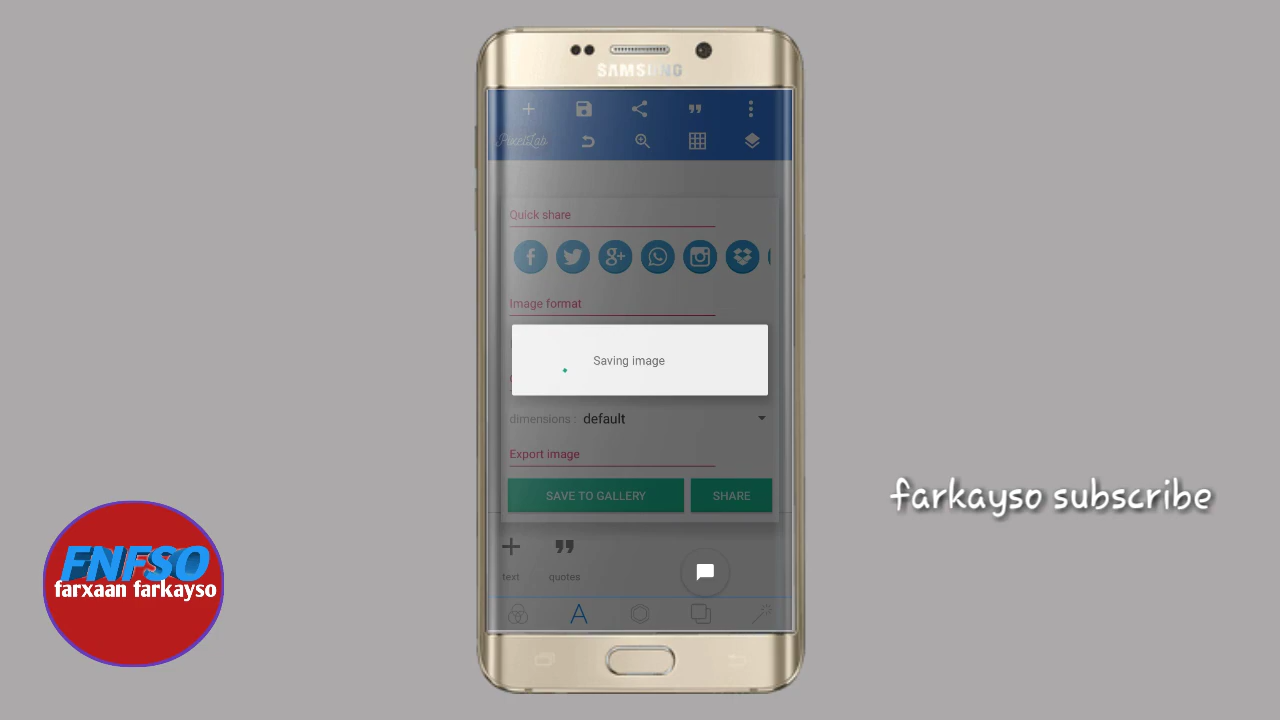 SAMSUNG
PixelLab
Quick share
Image format
Saving image
dimensions : default
Export image
SAVE TO GALLERY
SHARE
text
quotes
farkayso subscribe
FNFSO
farxaan farkayso